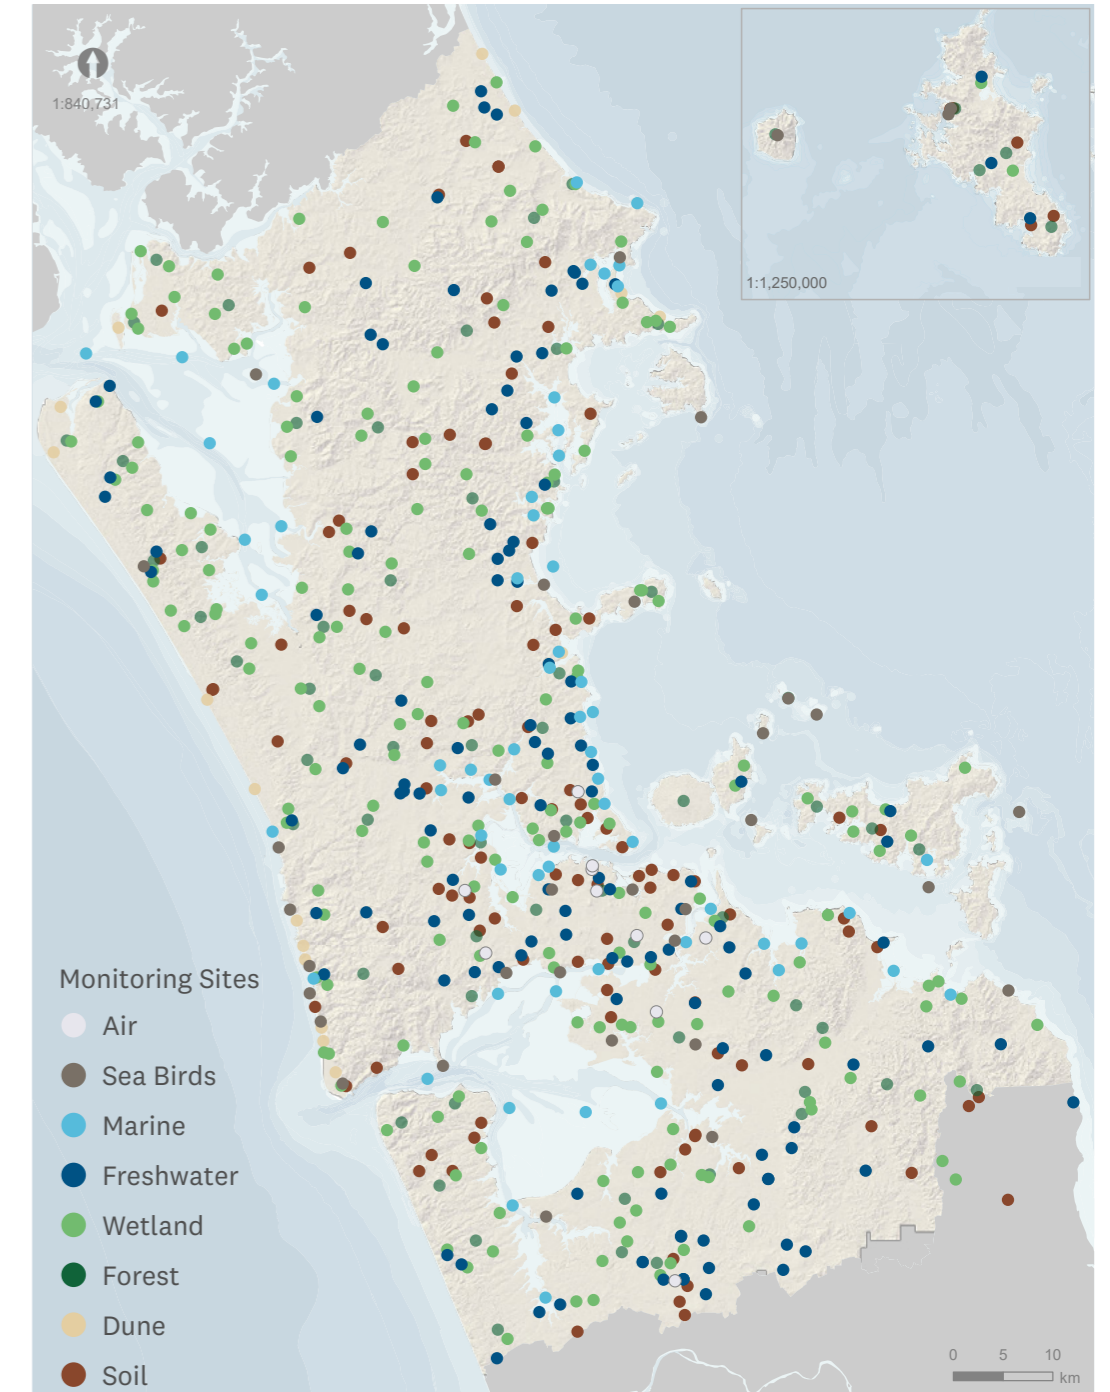 1:840,731
1:1,250,000
Monitoring Sites
Air
Sea Birds
Marine
Freshwater
Wetland
Forest
Dune
Soil
0 5 10
km